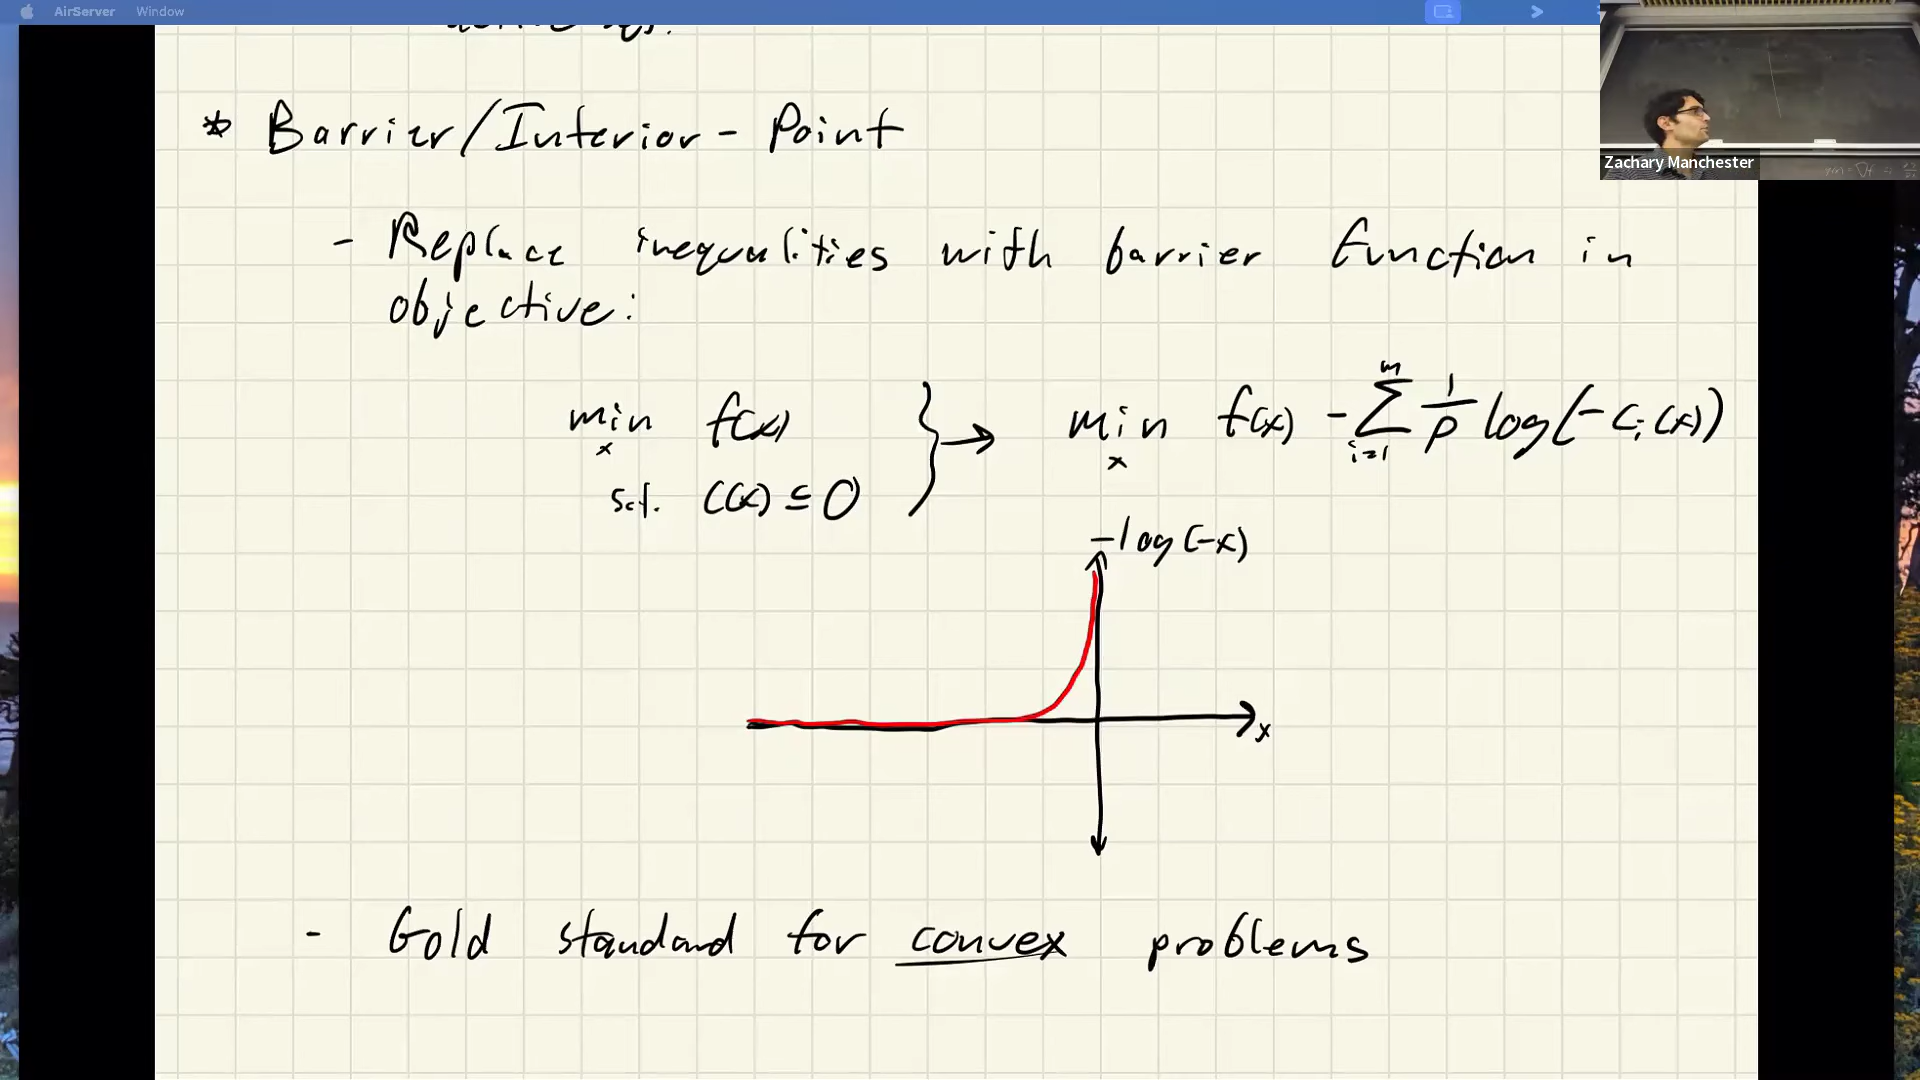 AirServer Window
* Barrier/Interior-Point
Zachary Manchester
- Replace inequalities with barrier function in
objective:
min f(x) } → min f(x) - Σ 1/ρ log(-cᵢ(x))
x x i=1 m
s.t. C(x) ≤ 0
-log(-x)
x
- Gold standard for convex problems